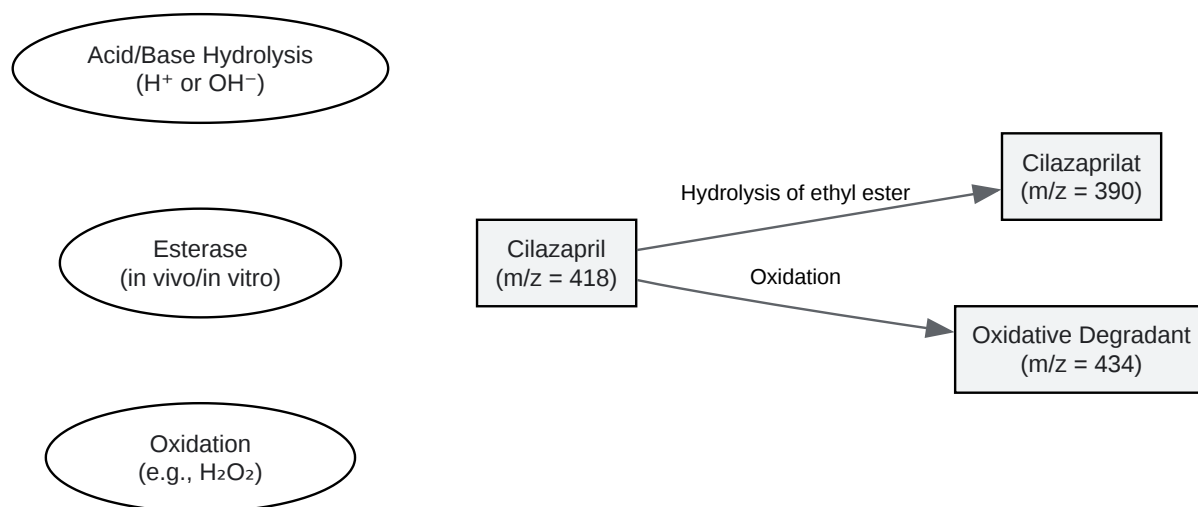 Acid/Base Hydrolysis
(H⁺ or OH⁻)
Cilazaprilat
(m/z = 390)
Hydrolysis of ethyl ester
Esterase
(in vivo/in vitro)
Cilazapril
(m/z = 418)
Oxidation
Oxidative Degradant
(m/z = 434)
Oxidation
(e.g., H₂O₂)